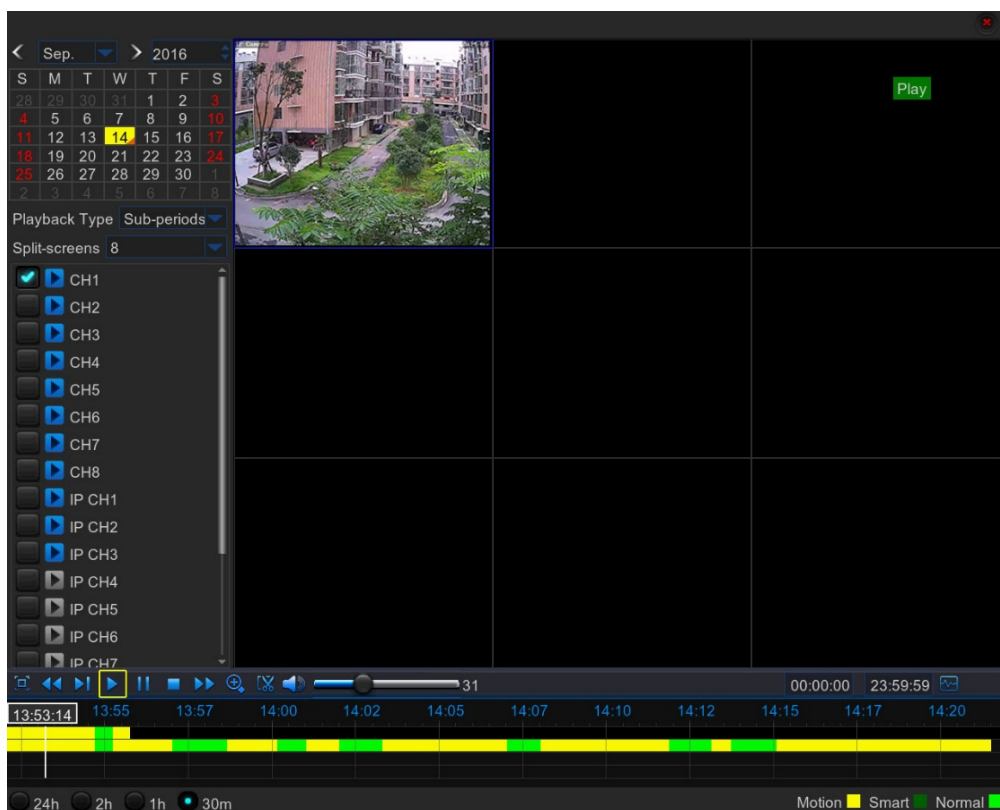 Sep. 2016
S M T W T F S
28 29 30 31 1 2 3
4 5 6 7 8 9 10
11 12 13 14 15 16 17
18 19 20 21 22 23 24
25 26 27 28 29 30 1
2 3 4 5 6 7 8
Playback Type Sub-periods
Split-screens 8
CH1
CH2
CH3
CH4
CH5
CH6
CH7
CH8
IP CH1
IP CH2
IP CH3
IP CH4
IP CH5
IP CH6
IP CH7
IP Camera
Play
31
00:00:00 23:59:59
13:53:14 13:55 13:57 14:00 14:02 14:05 14:07 14:10 14:12 14:15 14:17 14:20
24h 2h 1h 30m
Motion Smart Normal